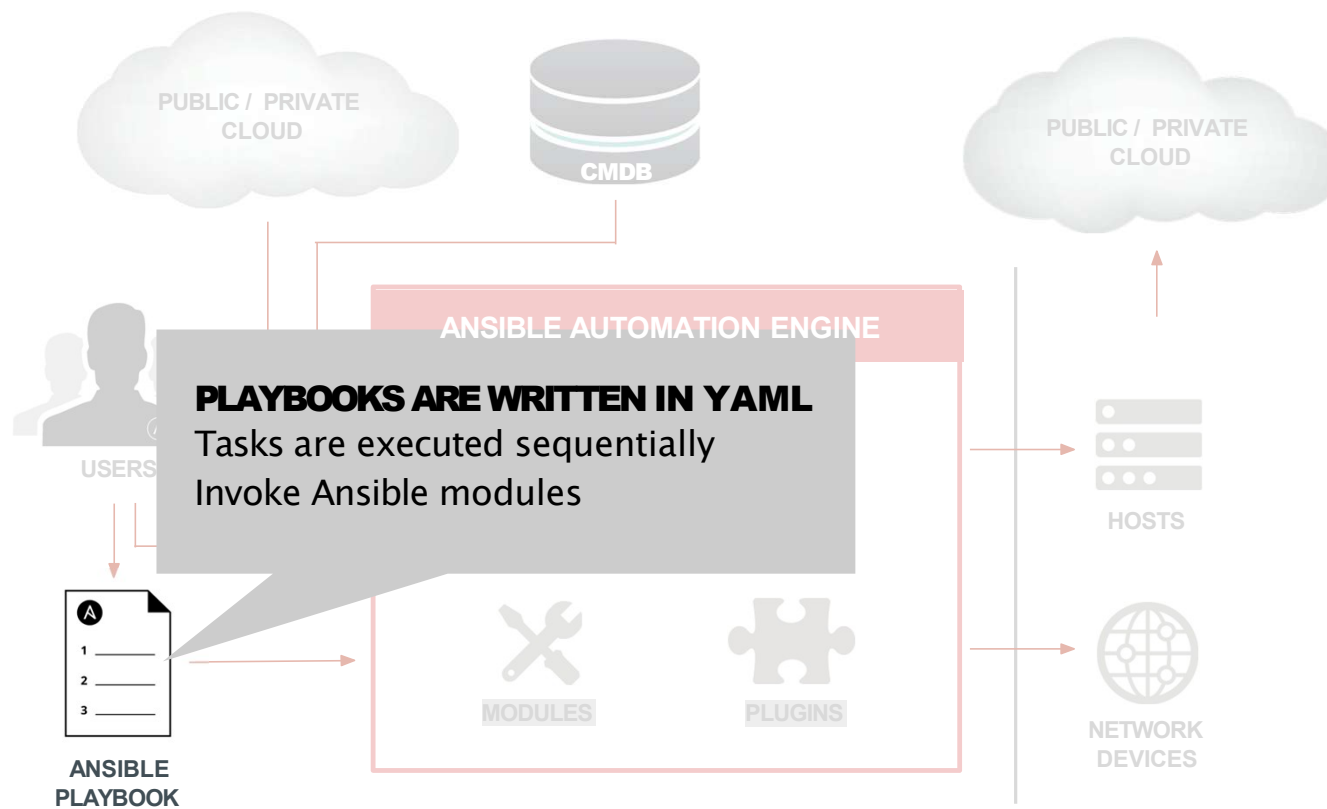 PUBLIC / PRIVATE
CLOUD
CMDB
PUBLIC / PRIVATE
CLOUD
ANSIBLE AUTOMATION ENGINE
PLAYBOOKS ARE WRITTEN IN YAML
Tasks are executed sequentially
Invoke Ansible modules
USERS
HOSTS
A
1
2
3
MODULES
PLUGINS
NETWORK
DEVICES
ANSIBLE
PLAYBOOK